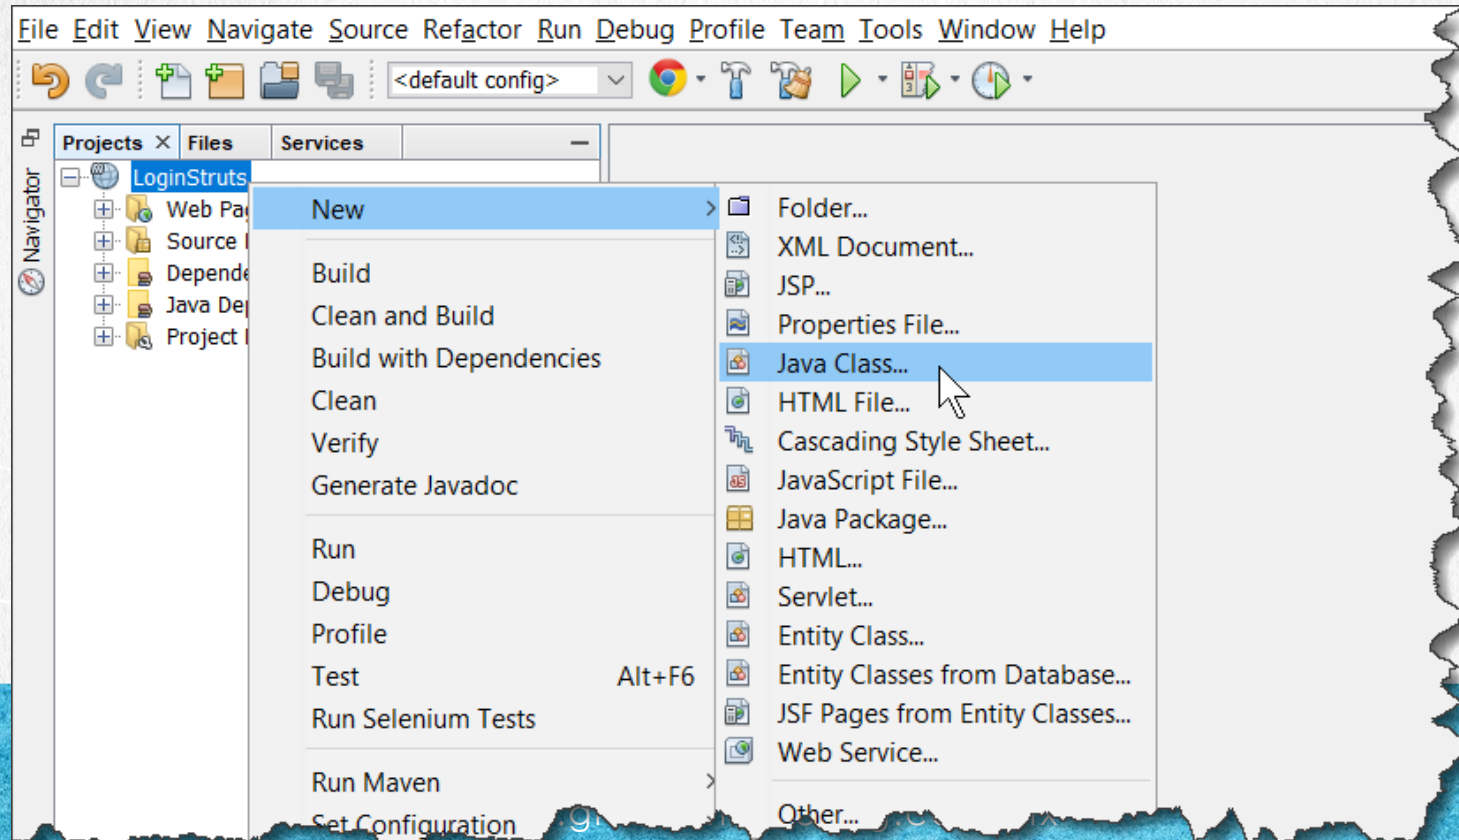 File Edit View Navigate Source Refactor Run Debug Profile Team Tools Window Help
<default config>
Projects Files Services
Navigator
LoginStruts
Web Pa
Source
Depende
Java De
Project
New
Build
Clean and Build
Build with Dependencies
Clean
Verify
Generate Javadoc
Run
Debug
Profile
Test Alt+F6
Run Selenium Tests
Run Maven
Set Configuration
Folder...
XML Document...
JSP...
Properties File...
Java Class...
HTML File...
Cascading Style Sheet...
JavaScript File...
Java Package...
HTML...
Servlet...
Entity Class...
Entity Classes from Database...
JSF Pages from Entity Classes...
Web Service...
Other...